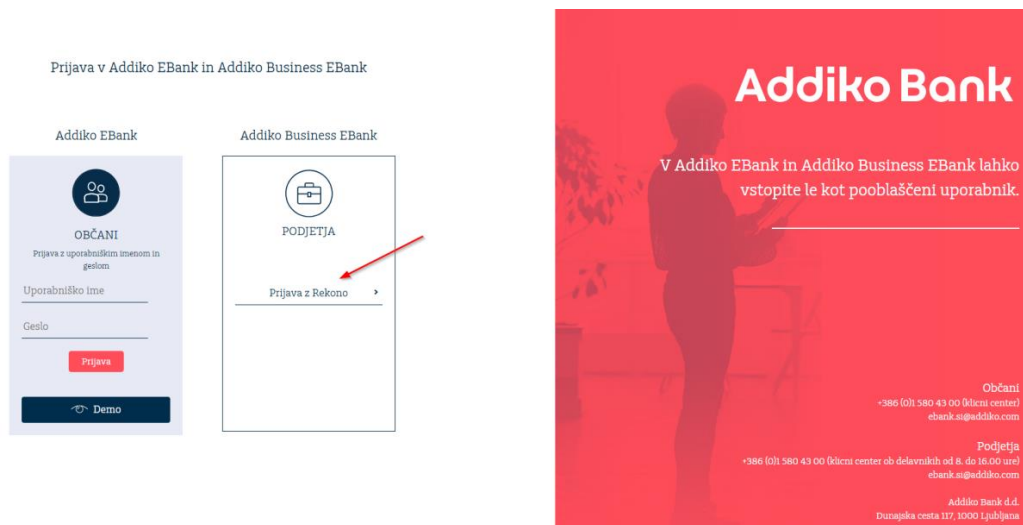 Prijava v Addiko EBank in Addiko Business EBank
Addiko EBank
OBČANI
Prijava z uporabniškim imenom in
geslom
Uporabniško ime
Geslo
Prijava
Demo
Addiko Business EBank
PODJETJA
Prijava z Rekono
Addiko Bank
V Addiko EBank in Addiko Business EBank lahko
vstopite le kot pooblaščeni uporabnik.
Občani
+386 (0)1 580 43 00 (klicni center)
ebank.si@addiko.com
Podjetja
+386 (0)1 580 43 00 (klicni center ob delavnikih od 8. do 16.00 ure)
ebank.si@addiko.com
Addiko Bank d.d.
Dunajska cesta 117, 1000 Ljubljana